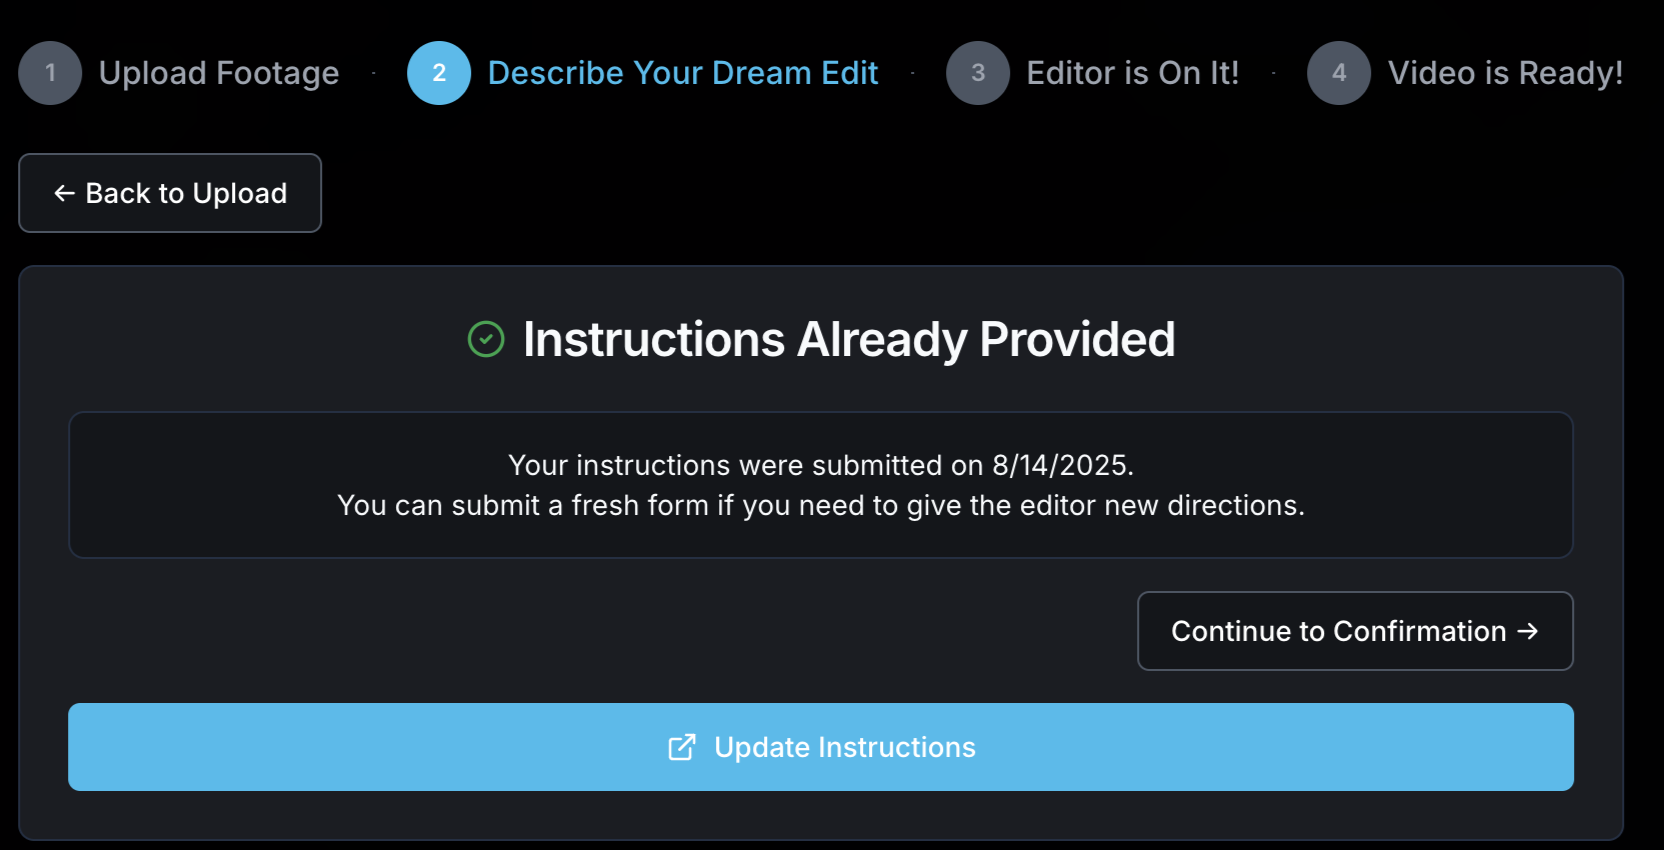 1 Upload Footage · 2 Describe Your Dream Edit · 3 Editor is On It! · 4 Video is Ready!
← Back to Upload
Instructions Already Provided
Your instructions were submitted on 8/14/2025.
You can submit a fresh form if you need to give the editor new directions.
Continue to Confirmation →
Update Instructions